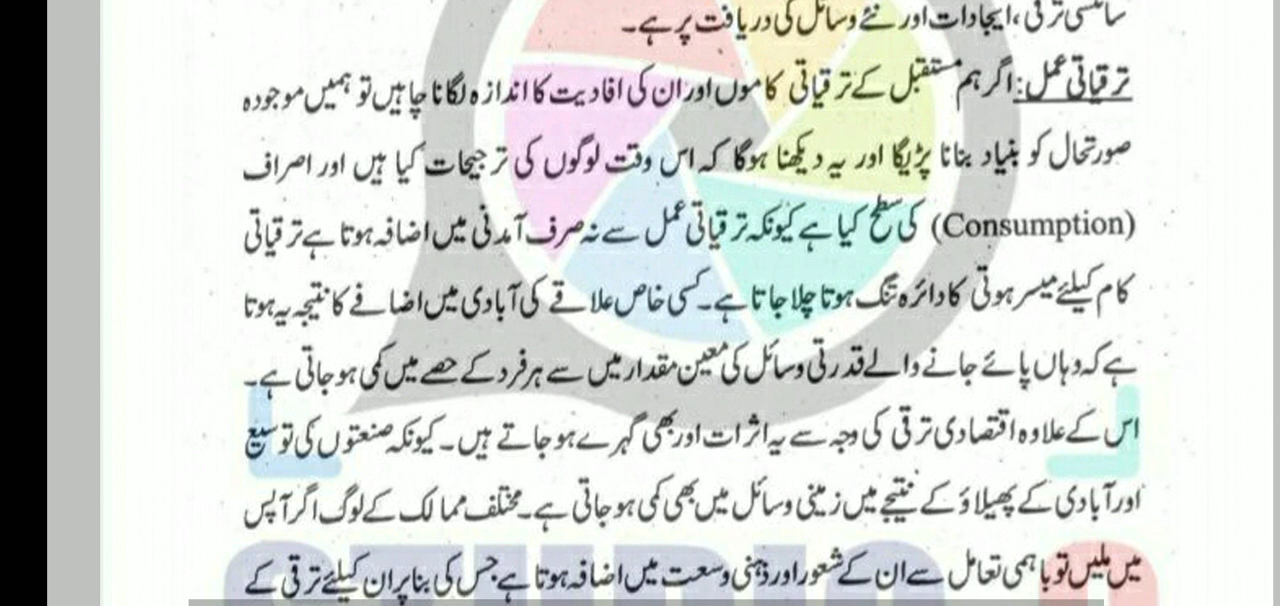 سائنسی ترقی، ایجادات اور نئے وسائل کی دریافت پر ہے۔
ترقیاتی عمل: اگر ہم مستقبل کے ترقیاتی کاموں اور ان کی افادیت کا اندازہ لگانا چاہیں تو ہمیں موجودہ
صورتحال کو بنیاد بنانا پڑیگا اور یہ دیکھنا ہوگا کہ اس وقت لوگوں کی ترجیحات کیا ہیں اور اصراف
(Consumption) کی سطح کیا ہے کیونکہ ترقیاتی عمل سے نہ صرف آمدنی میں اضافہ ہوتا ہے ترقیاتی
کام کیلئے میسر ہوتی کا دائرہ تنگ ہوتا چلا جاتا ہے۔ کسی خاص علاقے کی آبادی میں اضافے کا نتیجہ یہ ہوتا
ہے کہ وہاں پائے جانے والے قدرتی وسائل کی معین مقدار میں سے ہر فرد کے حصے میں کمی ہو جاتی ہے۔
اس کے علاوہ اقتصادی ترقی کی وجہ سے یہ اثرات اور بھی گہرے ہو جاتے ہیں۔ کیونکہ صنعتوں کی توسیع
اور آبادی کے پھیلاؤ کے نتیجے میں زمینی وسائل میں بھی کمی ہو جاتی ہے۔ مختلف ممالک کے لوگ اگر آپس
میں ملیں تو باہمی تعامل سے ان کے شعور اور ذہنی وسعت میں اضافہ ہوتا ہے جس کی بنا پر ان کیلئے ترقی کے